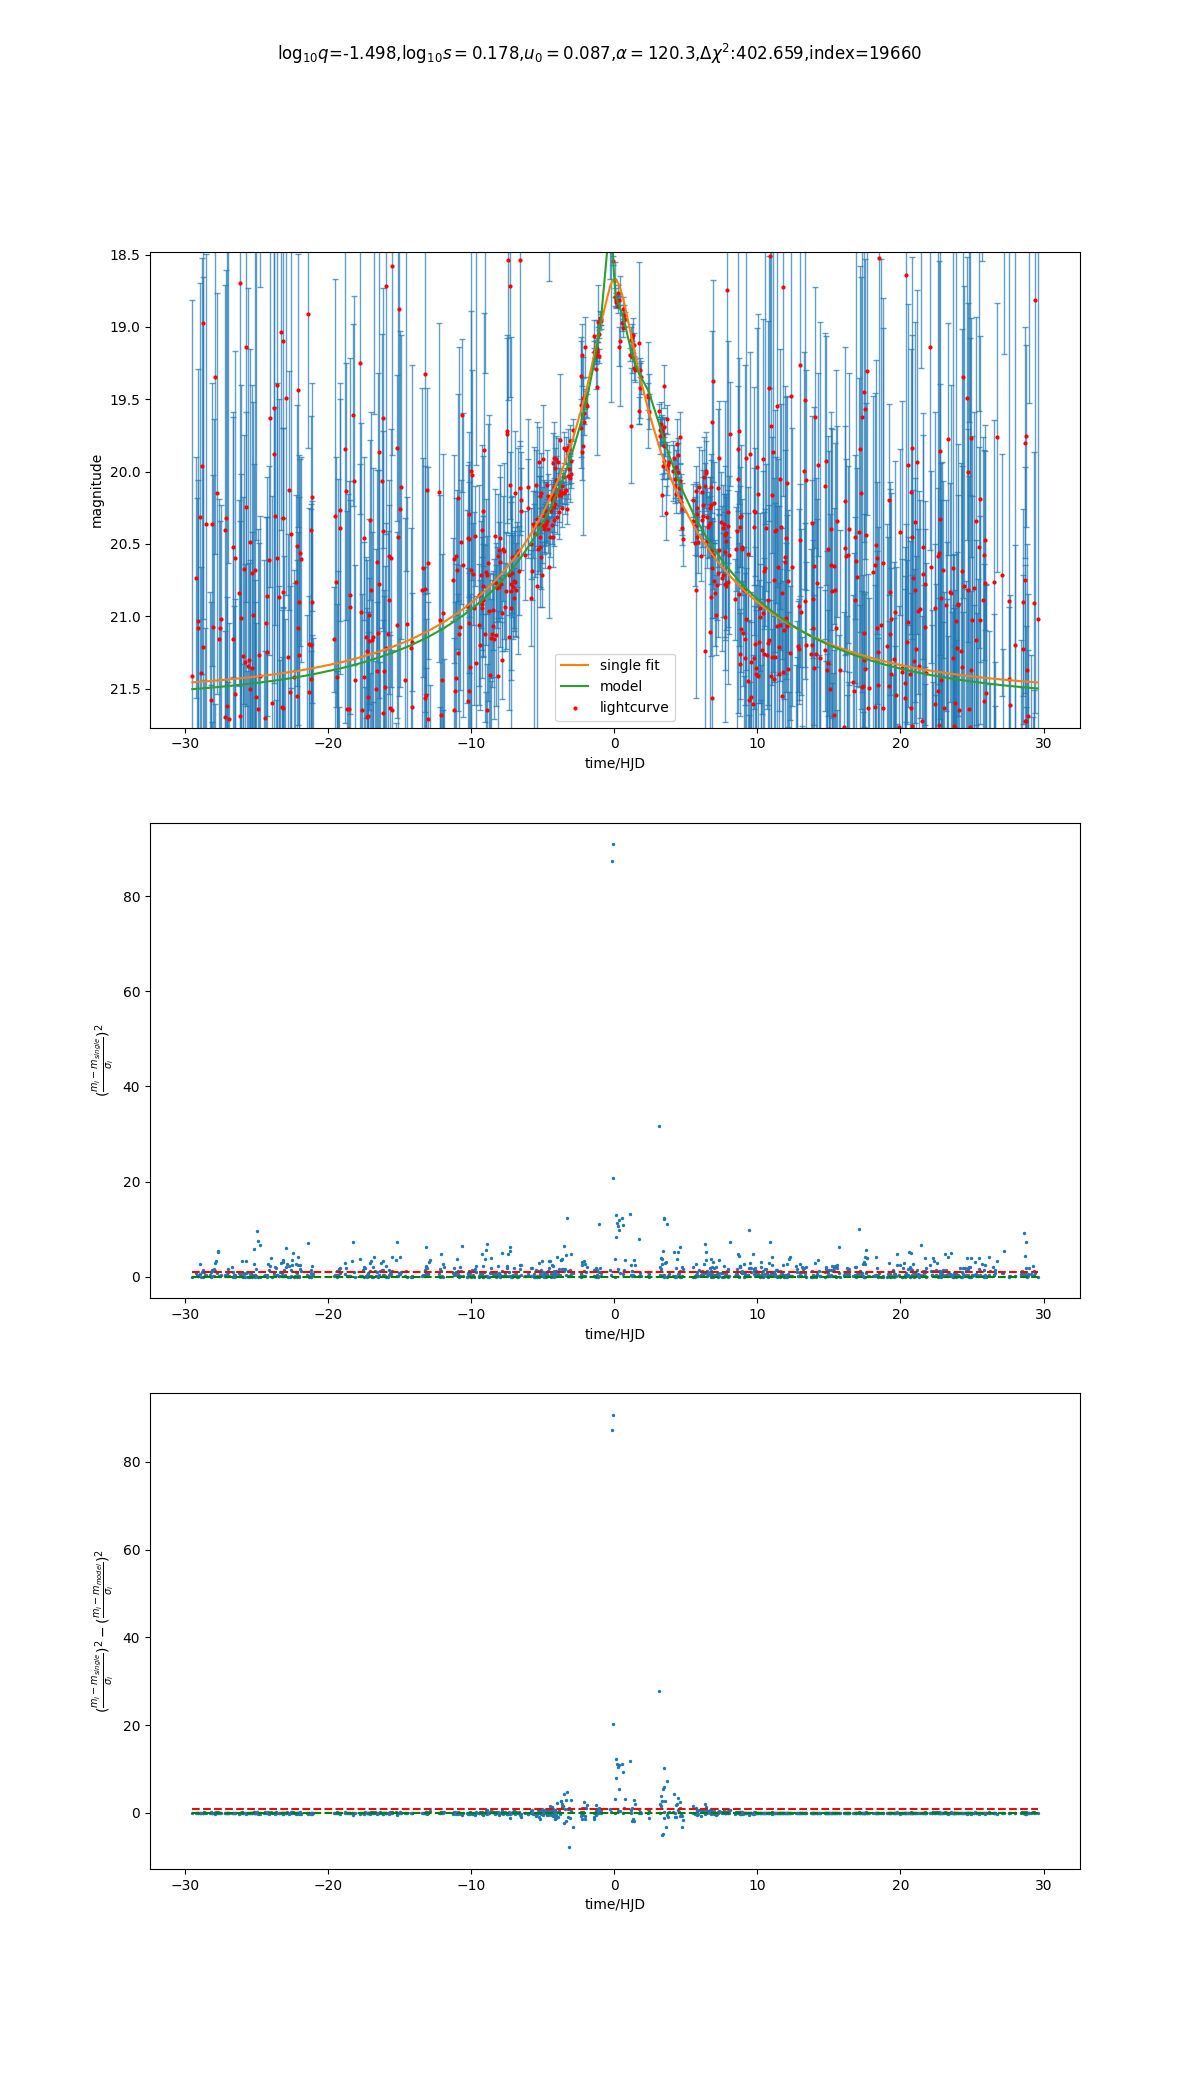 log₁₀q=-1.498,log₁₀s = 0.178,u₀ = 0.087,α = 120.3,Δχ²:402.659,index=19660
18.5
19.0
19.5
20.0
20.5
21.0
21.5
magnitude
single fit
model
lightcurve
−30 −20 −10 0 10 20 30
time/HJD
80
60
40
20
0
((mᵢ − m_single)/σᵢ)²
−30 −20 −10 0 10 20 30
time/HJD
80
60
40
20
0
((mᵢ − m_single)/σᵢ)² − ((mᵢ − m_model)/σᵢ)²
−30 −20 −10 0 10 20 30
time/HJD